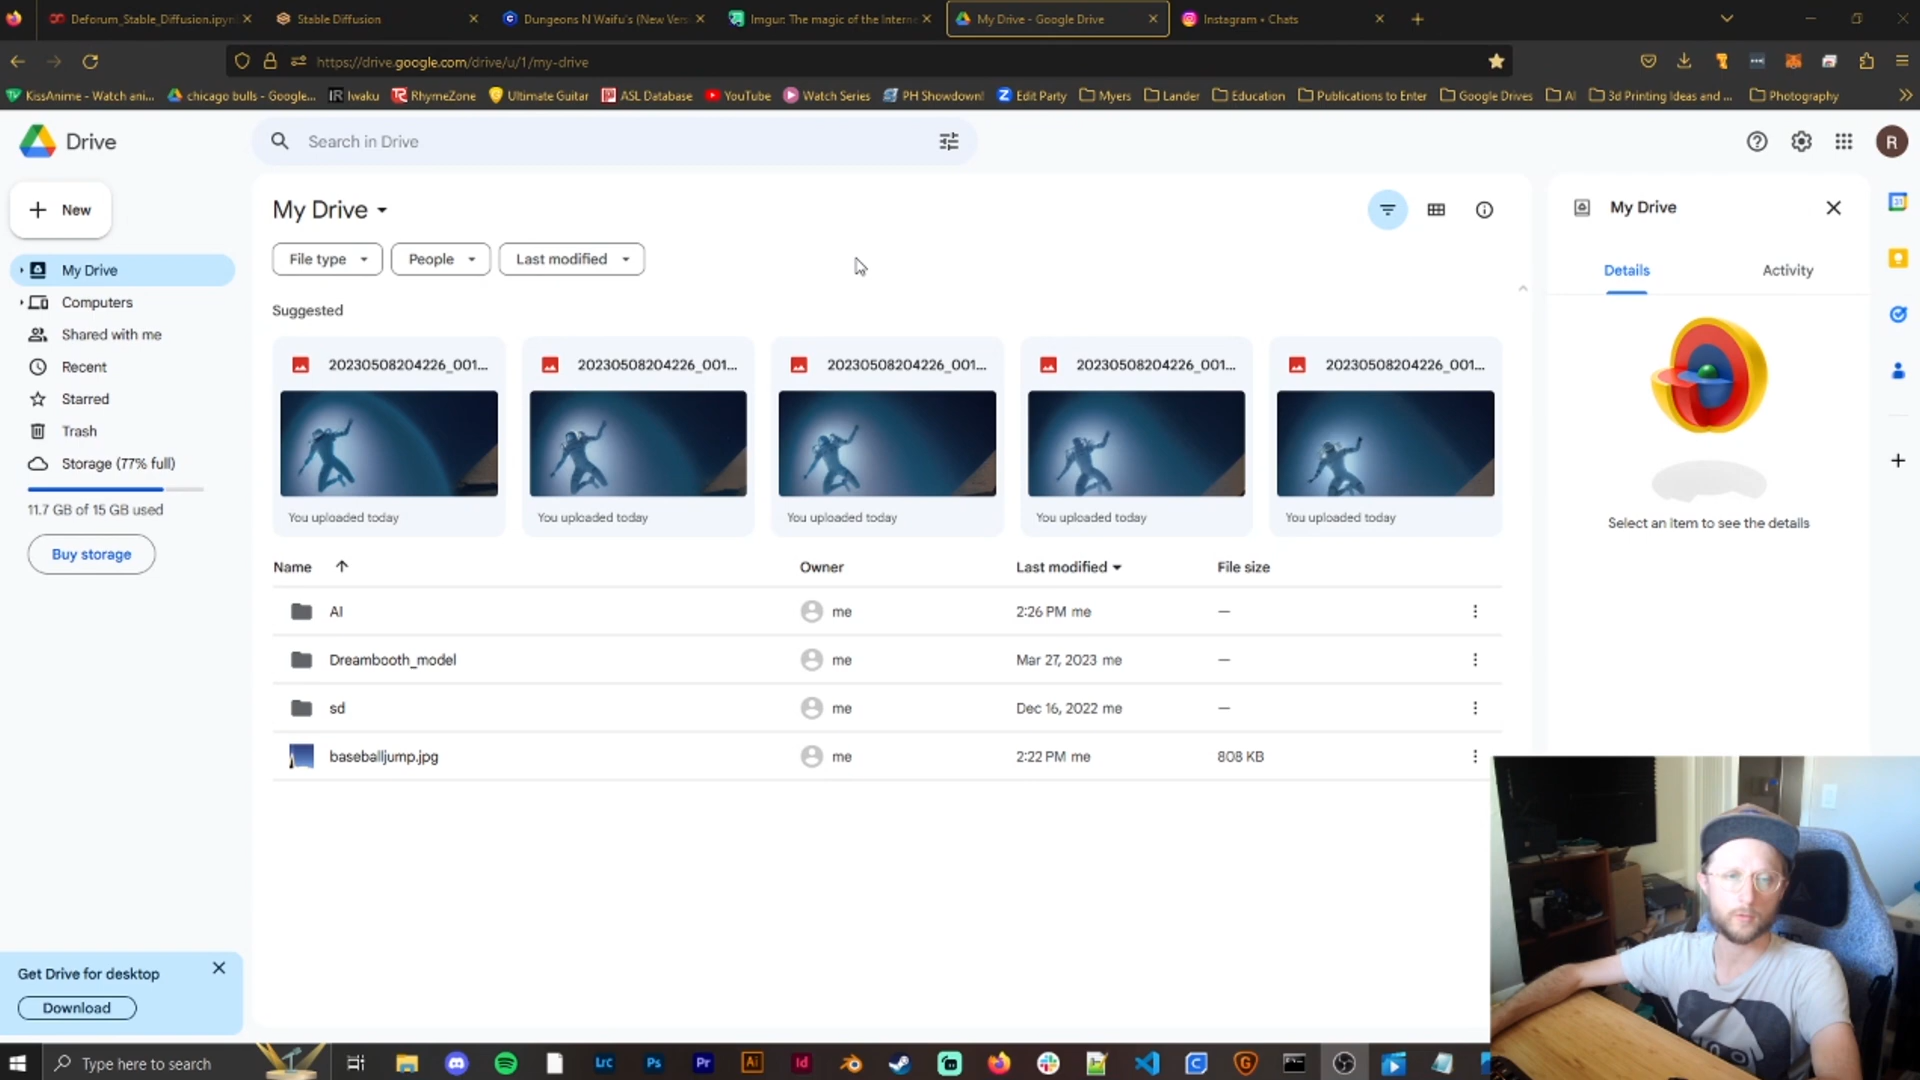 Deforum_Stable_Diffusion.ipyn
Stable Diffusion
Dungeons N Waifu's (New Vers
Imgur: The magic of the Interne
My Drive - Google Drive
Instagram • Chats
https://drive.google.com/drive/u/1/my-drive
KissAnime - Watch ani...
chicago bulls - Google...
Iwaku
RhymeZone
Ultimate Guitar
ASL Database
YouTube
Watch Series
PH Showdown!
Edit Party
Myers
Lander
Education
Publications to Enter
Google Drives
AI
3d Printing Ideas and ...
Photography
Drive
Search in Drive
R
New
My Drive
My Drive
File type
People
Last modified
Details
Activity
My Drive
Computers
Shared with me
Recent
Starred
Trash
Storage (77% full)
11.7 GB of 15 GB used
Buy storage
Suggested
20230508204226_001...
20230508204226_001...
20230508204226_001...
20230508204226_001...
20230508204226_001...
You uploaded today
You uploaded today
You uploaded today
You uploaded today
You uploaded today
Select an item to see the details
Name
Owner
Last modified
File size
AI
me
2:26 PM me
—
Dreambooth_model
me
Mar 27, 2023 me
—
sd
me
Dec 16, 2022 me
—
baseballjump.jpg
me
2:22 PM me
808 KB
Get Drive for desktop
Download
Type here to search
Lrc
Ps
Pr
Ai
Id